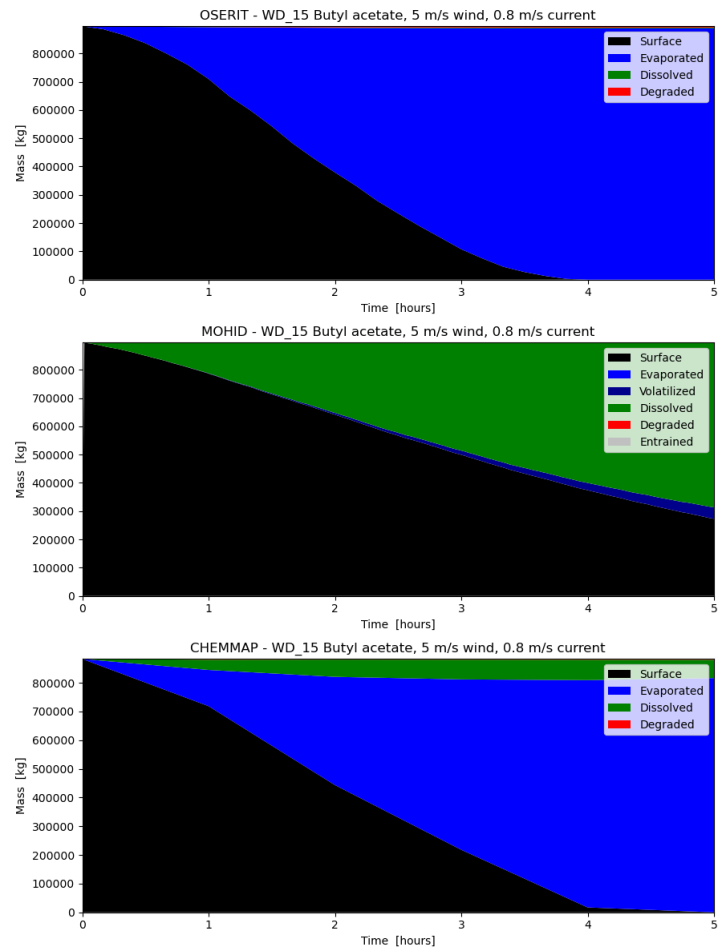 OSERIT - WD_15 Butyl acetate, 5 m/s wind, 0.8 m/s current
Mass [kg]
800000
700000
600000
500000
400000
300000
200000
100000
0
Surface
Evaporated
Dissolved
Degraded
0 1 2 3 4 5
Time [hours]
MOHID - WD_15 Butyl acetate, 5 m/s wind, 0.8 m/s current
Mass [kg]
800000
700000
600000
500000
400000
300000
200000
100000
0
Surface
Evaporated
Volatilized
Dissolved
Degraded
Entrained
0 1 2 3 4 5
Time [hours]
CHEMMAP - WD_15 Butyl acetate, 5 m/s wind, 0.8 m/s current
Mass [kg]
800000
700000
600000
500000
400000
300000
200000
100000
0
Surface
Evaporated
Dissolved
Degraded
0 1 2 3 4 5
Time [hours]